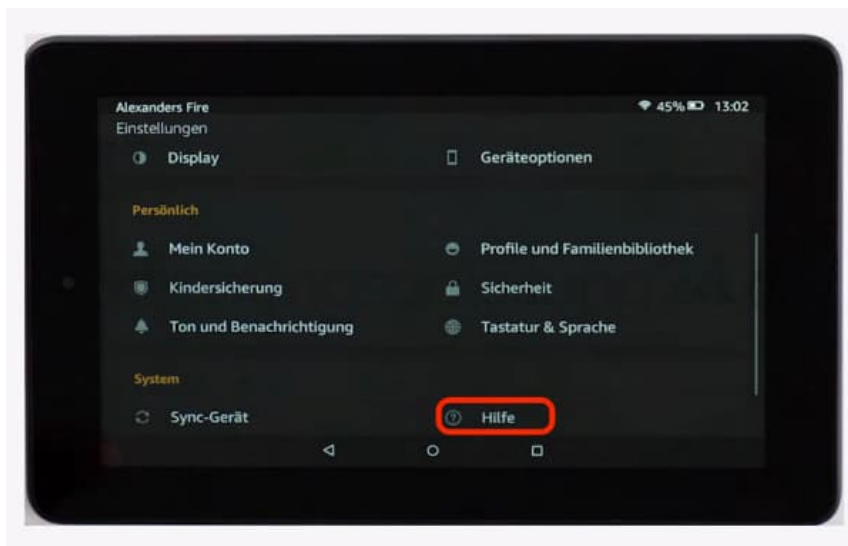 Alexanders Fire 45% 13:02
Einstellungen
Display Geräteoptionen
Persönlich
Mein Konto Profile und Familienbibliothek
Kindersicherung Sicherheit
Ton und Benachrichtigung Tastatur & Sprache
System
Sync-Gerät Hilfe